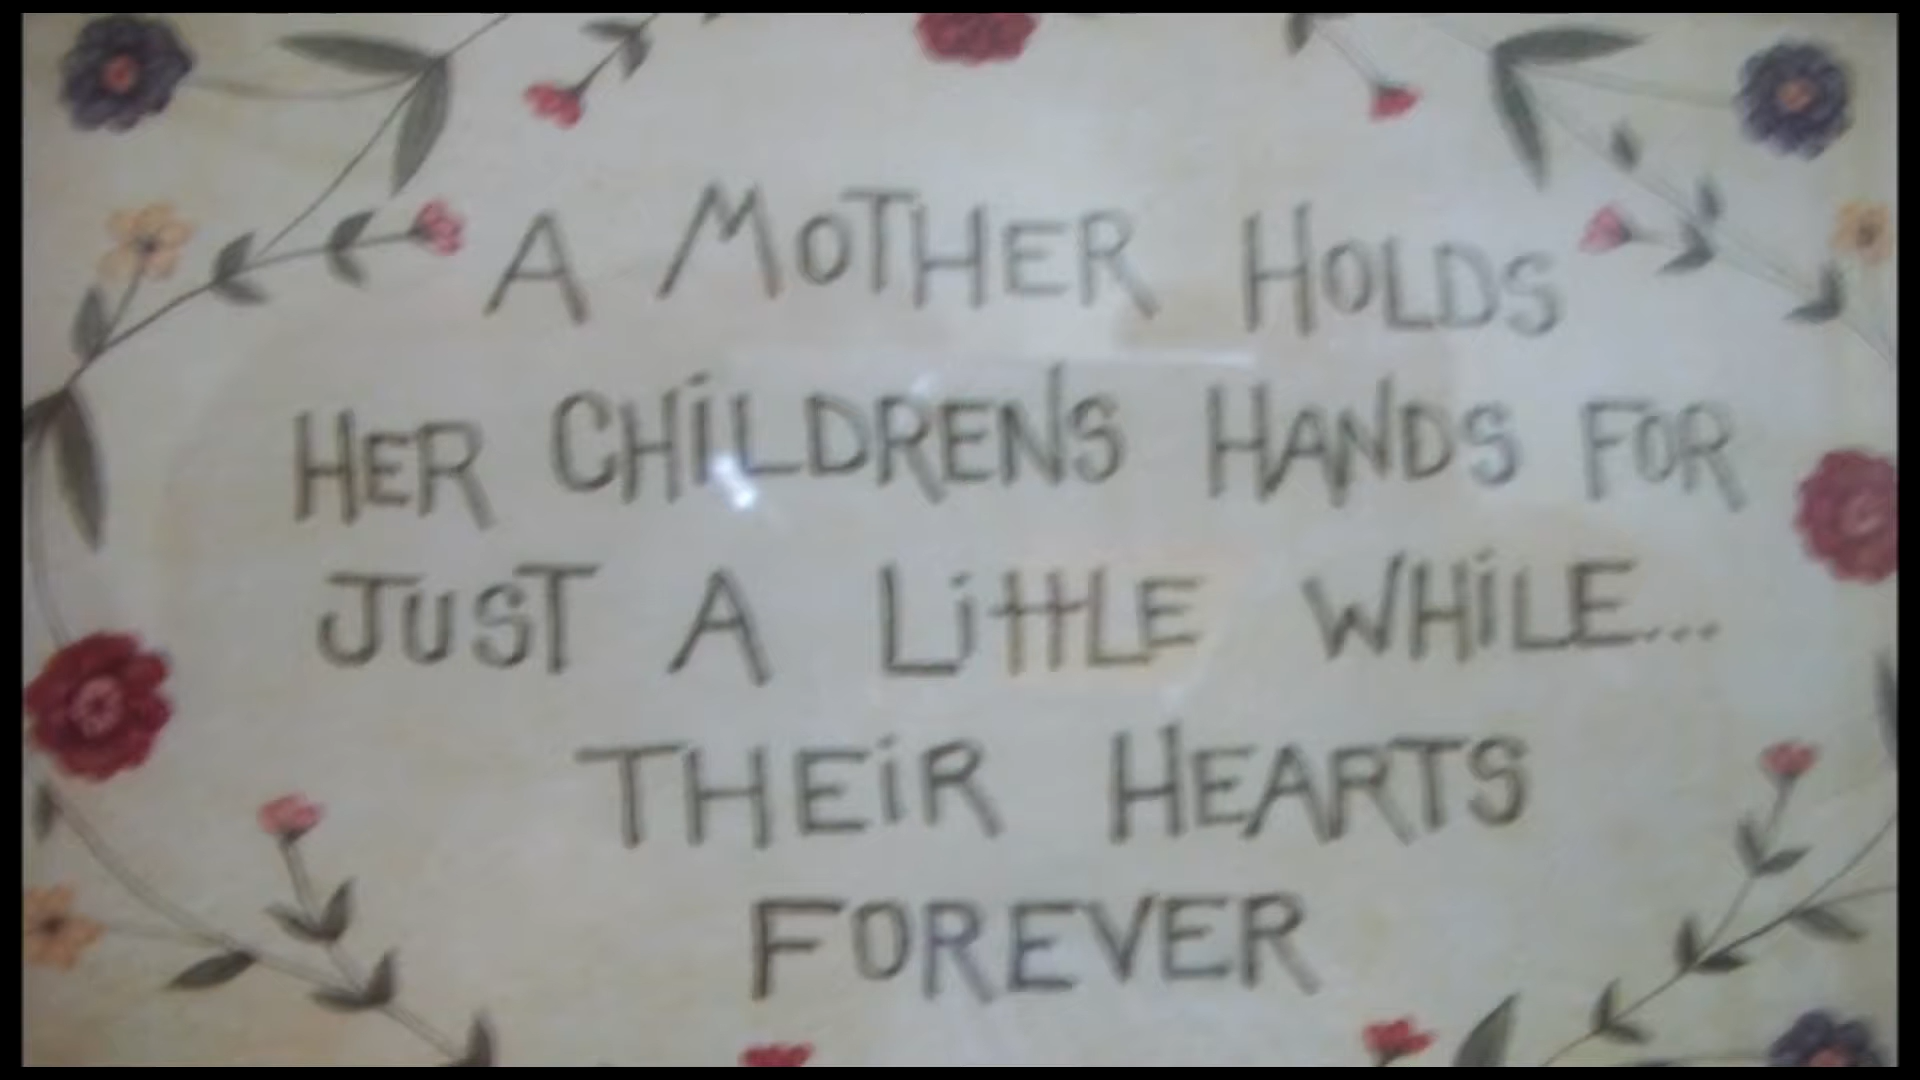 A MOTHER HOLDS
HER CHiLDRENS HANDS FOR
JUST A LittLE WHiLE...
THEiR HEARTS
FOREVER